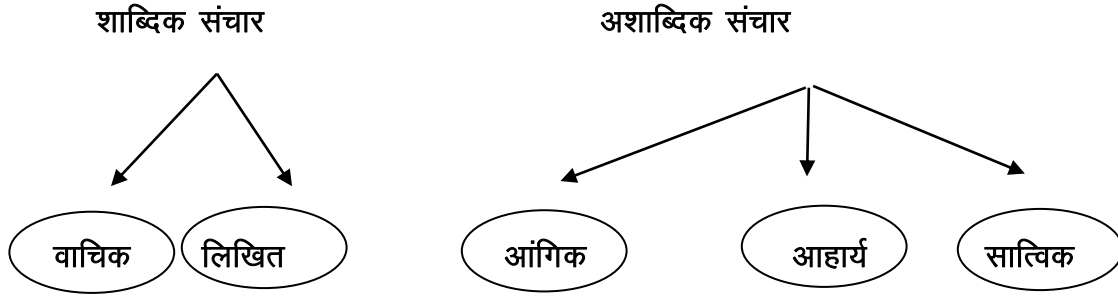 शाब्दिक संचार अशाब्दिक संचार
वाचिक लिखित आंगिक आहार्य सात्विक